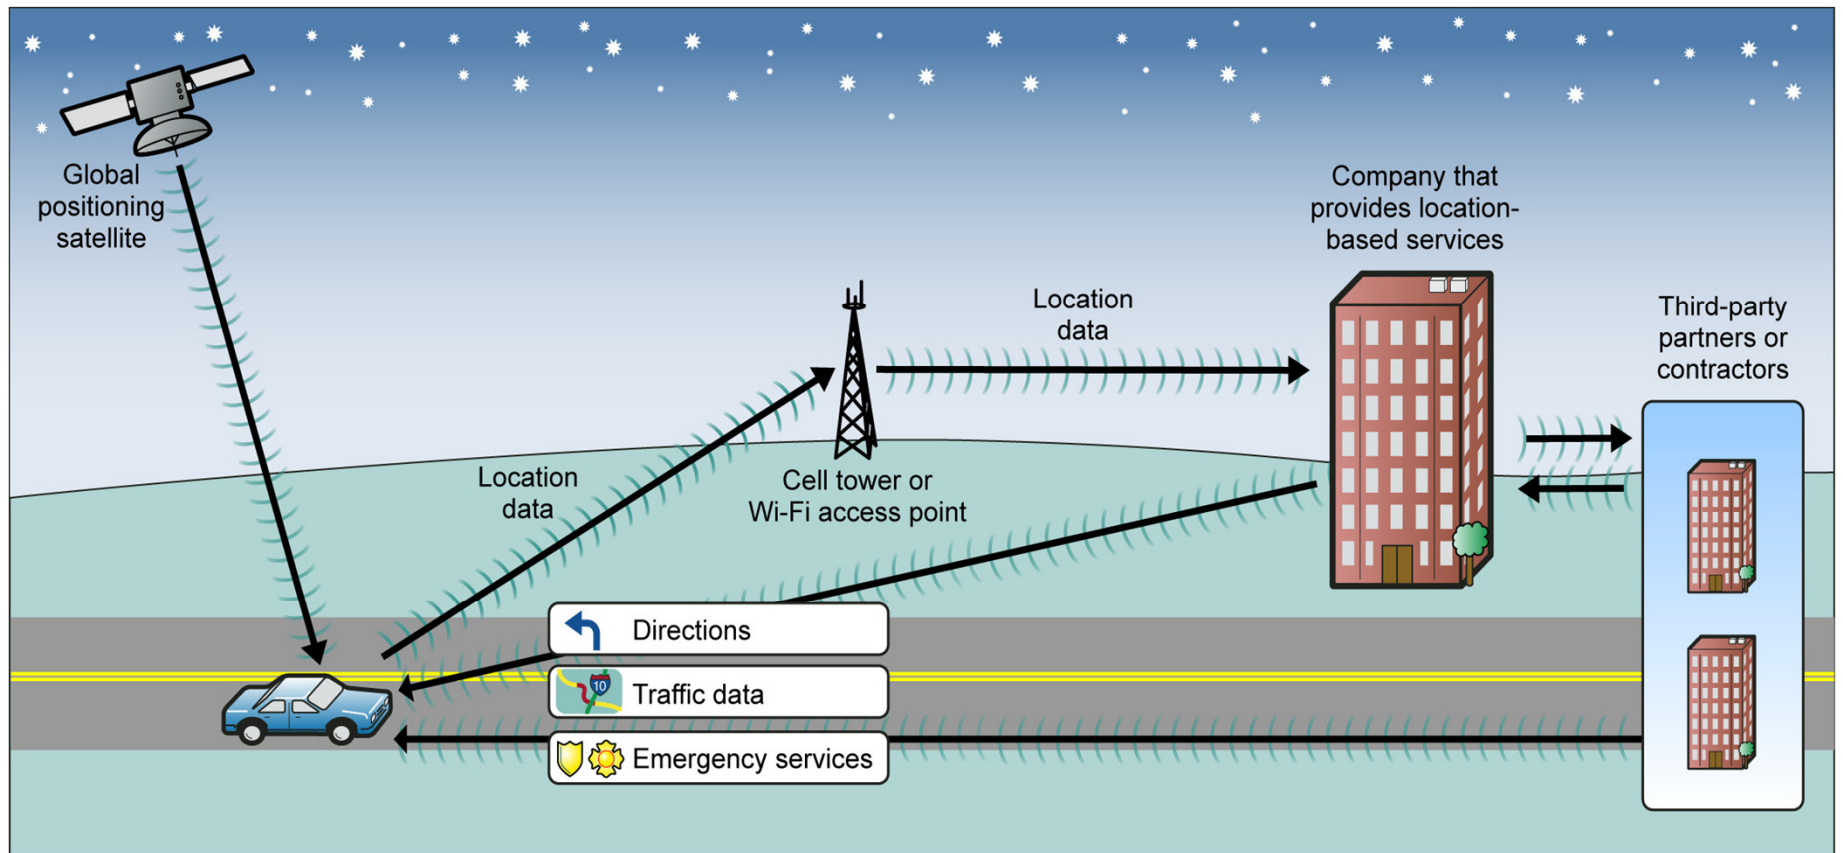 Global
positioning
satellite
Company that
provides location-
based services
Location
data
Third-party
partners or
contractors
Location
data
Cell tower or
Wi-Fi access point
Directions
10
Traffic data
Emergency services